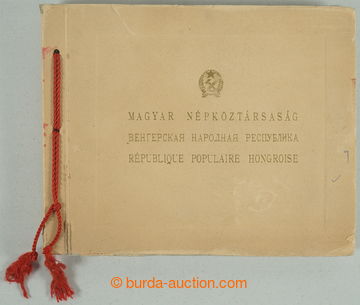 MAGYAR NÉPKÖZTÁRSASÁG
ВЕНГЕРСКАЯ НАРОДНАЯ РЕСПУБЛИКА
RÉPUBLIQUE POPULAIRE HONGROISE
© burda-auction.com